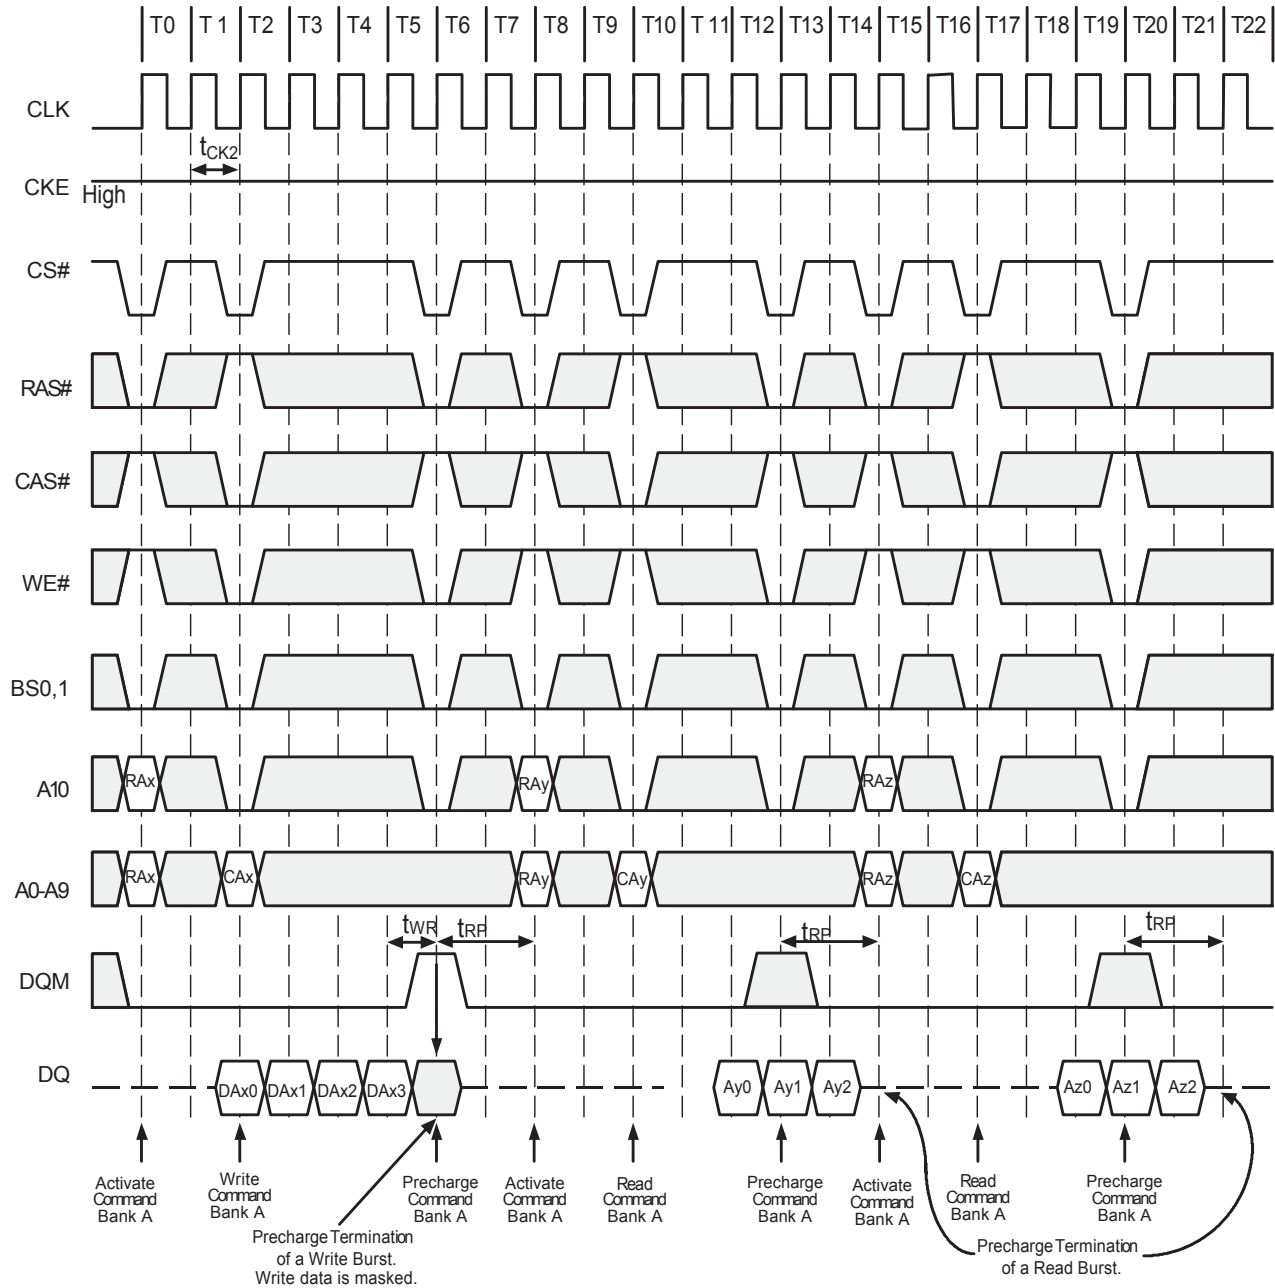 T0 T 1 T2 T3 T4 T5 T6 T7 T8 T9 T10 T 11 T12 T13 T14 T15 T16 T17 T18 T19 T20 T21 T22
CLK
tCK2
CKE High
CS#
RAS#
CAS#
WE#
BS0,1
A10 RAx RAy RAz
A0-A9 RAx CAx RAy CAy RAz CAz
tWR tRP tRP tRP
DQM
DQ DAx0 DAx1 DAx2 DAx3 Ay0 Ay1 Ay2 Az0 Az1 Az2
Activate
Command
Bank A
Write
Command
Bank A
Precharge
Command
Bank A
Activate
Command
Bank A
Read
Command
Bank A
Precharge
Command
Bank A
Activate
Command
Bank A
Read
Command
Bank A
Precharge
Command
Bank A
Precharge Termination
of a Write Burst.
Write data is masked.
Precharge Termination
of a Read Burst.